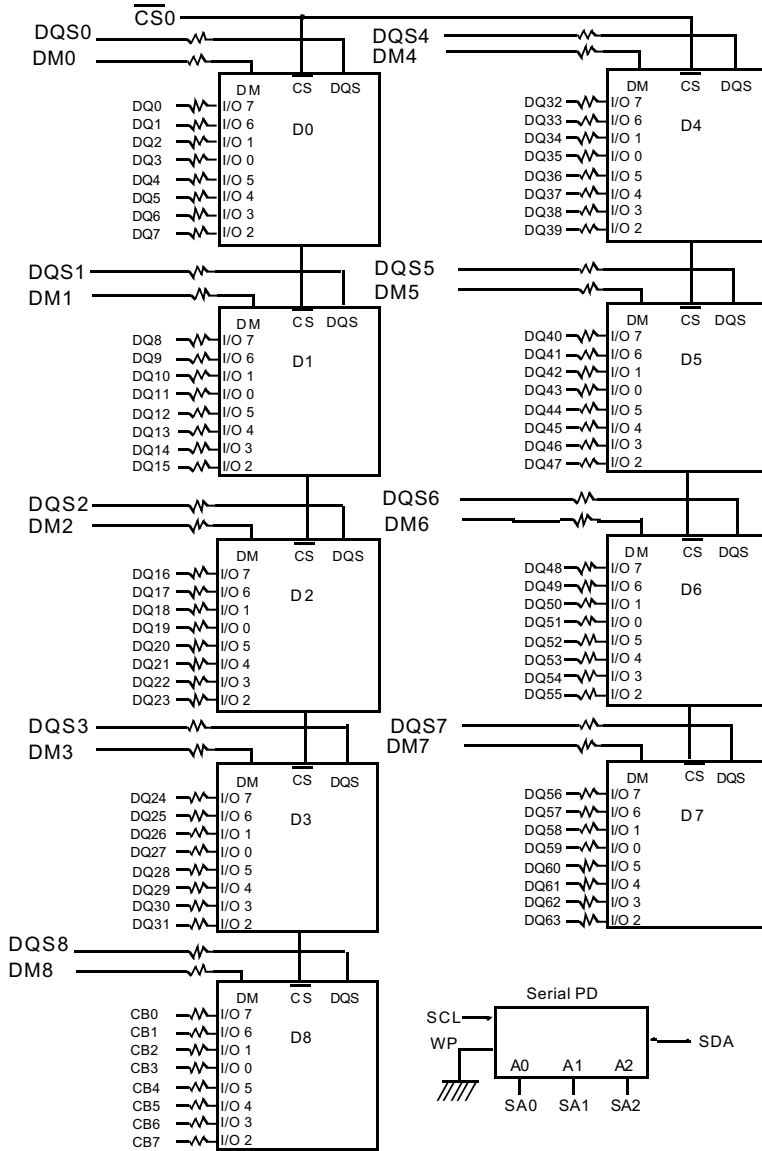 CS0
DQS0
DM0
DM CS DQS
D0
DQ0 I/O 7
DQ1 I/O 6
DQ2 I/O 1
DQ3 I/O 0
DQ4 I/O 5
DQ5 I/O 4
DQ6 I/O 3
DQ7 I/O 2
DQS1
DM1
DM CS DQS
D1
DQ8 I/O 7
DQ9 I/O 6
DQ10 I/O 1
DQ11 I/O 0
DQ12 I/O 5
DQ13 I/O 4
DQ14 I/O 3
DQ15 I/O 2
DQS2
DM2
DM CS DQS
D2
DQ16 I/O 7
DQ17 I/O 6
DQ18 I/O 1
DQ19 I/O 0
DQ20 I/O 5
DQ21 I/O 4
DQ22 I/O 3
DQ23 I/O 2
DQS3
DM3
DM CS DQS
D3
DQ24 I/O 7
DQ25 I/O 6
DQ26 I/O 1
DQ27 I/O 0
DQ28 I/O 5
DQ29 I/O 4
DQ30 I/O 3
DQ31 I/O 2
DQS8
DM8
DM CS DQS
D8
CB0 I/O 7
CB1 I/O 6
CB2 I/O 1
CB3 I/O 0
CB4 I/O 5
CB5 I/O 4
CB6 I/O 3
CB7 I/O 2
DQS4
DM4
DM CS DQS
D4
DQ32 I/O 7
DQ33 I/O 6
DQ34 I/O 1
DQ35 I/O 0
DQ36 I/O 5
DQ37 I/O 4
DQ38 I/O 3
DQ39 I/O 2
DQS5
DM5
DM CS DQS
D5
DQ40 I/O 7
DQ41 I/O 6
DQ42 I/O 1
DQ43 I/O 0
DQ44 I/O 5
DQ45 I/O 4
DQ46 I/O 3
DQ47 I/O 2
DQS6
DM6
DM CS DQS
D6
DQ48 I/O 7
DQ49 I/O 6
DQ50 I/O 1
DQ51 I/O 0
DQ52 I/O 5
DQ53 I/O 4
DQ54 I/O 3
DQ55 I/O 2
DQS7
DM7
DM CS DQS
D7
DQ56 I/O 7
DQ57 I/O 6
DQ58 I/O 1
DQ59 I/O 0
DQ60 I/O 5
DQ61 I/O 4
DQ62 I/O 3
DQ63 I/O 2
Serial PD
SCL
WP
SDA
A0 A1 A2
SA0 SA1 SA2